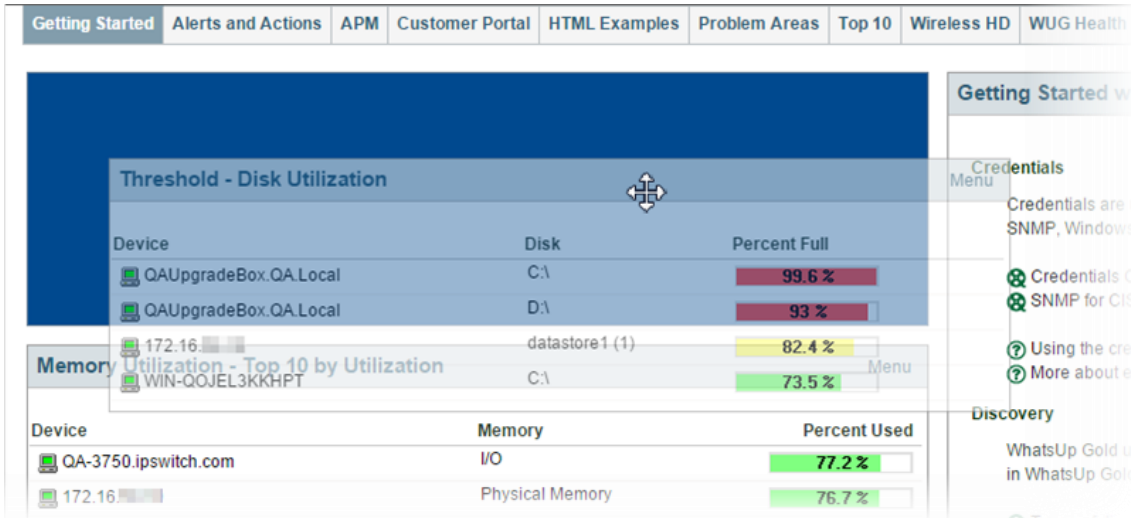 Getting Started Alerts and Actions APM Customer Portal HTML Examples Problem Areas Top 10 Wireless HD WUG Health
Threshold - Disk Utilization Menu
Device Disk Percent Full
QAUpgradeBox.QA.Local C:\ 99.6 %
QAUpgradeBox.QA.Local D:\ 93 %
172.16. datastore1 (1) 82.4 %
WIN-QOJEL3KKHPT C:\ 73.5 %
Memory Utilization - Top 10 by Utilization Menu
Device Memory Percent Used
QA-3750.ipswitch.com I/O 77.2 %
172.16. Physical Memory 76.7 %
Getting Started w
Credentials
Credentials are
SNMP, Windows
Credentials
SNMP for CIS
Using the cre
More about e
Discovery
WhatsUp Gold u
in WhatsUp Gol